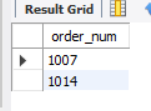 Result Grid
order_num
1007
1014